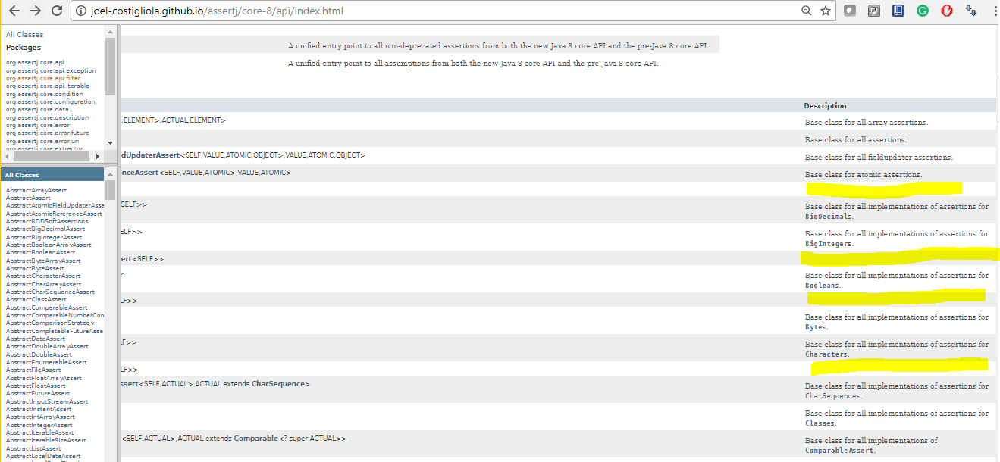 joel-costigliola.github.io/assertj/core-8/api/index.html
All Classes
Packages
org.assertj.core.api
org.assertj.core.api.exception
org.assertj.core.api.filter
org.assertj.core.api.iterable
org.assertj.core.condition
org.assertj.core.configuration
org.assertj.core.data
org.assertj.core.description
org.assertj.core.error
org.assertj.core.error.future
org.assertj.core.error.uri
org.assertj.core.extractor
All Classes
AbstractArrayAssert
AbstractAssert
AbstractAtomicFieldUpdaterAsse
AbstractAtomicReferenceAssert
AbstractBDDSoftAssertions
AbstractBigDecimalAssert
AbstractBigIntegerAssert
AbstractBooleanArrayAssert
AbstractBooleanAssert
AbstractByteArrayAssert
AbstractByteAssert
AbstractCharacterAssert
AbstractCharArrayAssert
AbstractCharSequenceAssert
AbstractClassAssert
AbstractComparableAssert
AbstractComparableNumberCon
AbstractComparisonStrategy
AbstractCompletableFutureAsse
AbstractDateAssert
AbstractDoubleArrayAssert
AbstractDoubleAssert
AbstractEnumerableAssert
AbstractFileAssert
AbstractFloatArrayAssert
AbstractFloatAssert
AbstractFutureAssert
AbstractInputStreamAssert
AbstractInstantAssert
AbstractIntArrayAssert
AbstractIntegerAssert
AbstractIterableAssert
AbstractIterableSizeAssert
AbstractListAssert
AbstractLocalDateAssert
A unified entry point to all non-deprecated assertions from both the new Java 8 core API and the pre-Java 8 core API.
A unified entry point to all assumptions from both the new Java 8 core API and the pre-Java 8 core API.
Description
,ELEMENT>,ACTUAL,ELEMENT>
Base class for all array assertions.
Base class for all assertions.
dUpdaterAssert<SELF,VALUE,ATOMIC,OBJECT>,VALUE,ATOMIC,OBJECT>
Base class for all fieldupdater assertions.
nceAssert<SELF,VALUE,ATOMIC>,VALUE,ATOMIC>
Base class for atomic assertions.
SELF>>
Base class for all implementations of assertions for
BigDecimals.
ELF>>
Base class for all implementations of assertions for
BigIntegers.
ert<SELF>>
>
Base class for all implementations of assertions for
Booleans.
LF>>
Base class for all implementations of assertions for
Bytes.
F>>
Base class for all implementations of assertions for
Characters.
LF>>
ssert<SELF,ACTUAL>,ACTUAL extends CharSequence>
Base class for all implementations of assertions for
CharSequences.
Base class for all implementations of assertions for
Classes.
<SELF,ACTUAL>,ACTUAL extends Comparable<? super ACTUAL>>
Base class for all implementations of
ComparableAssert.